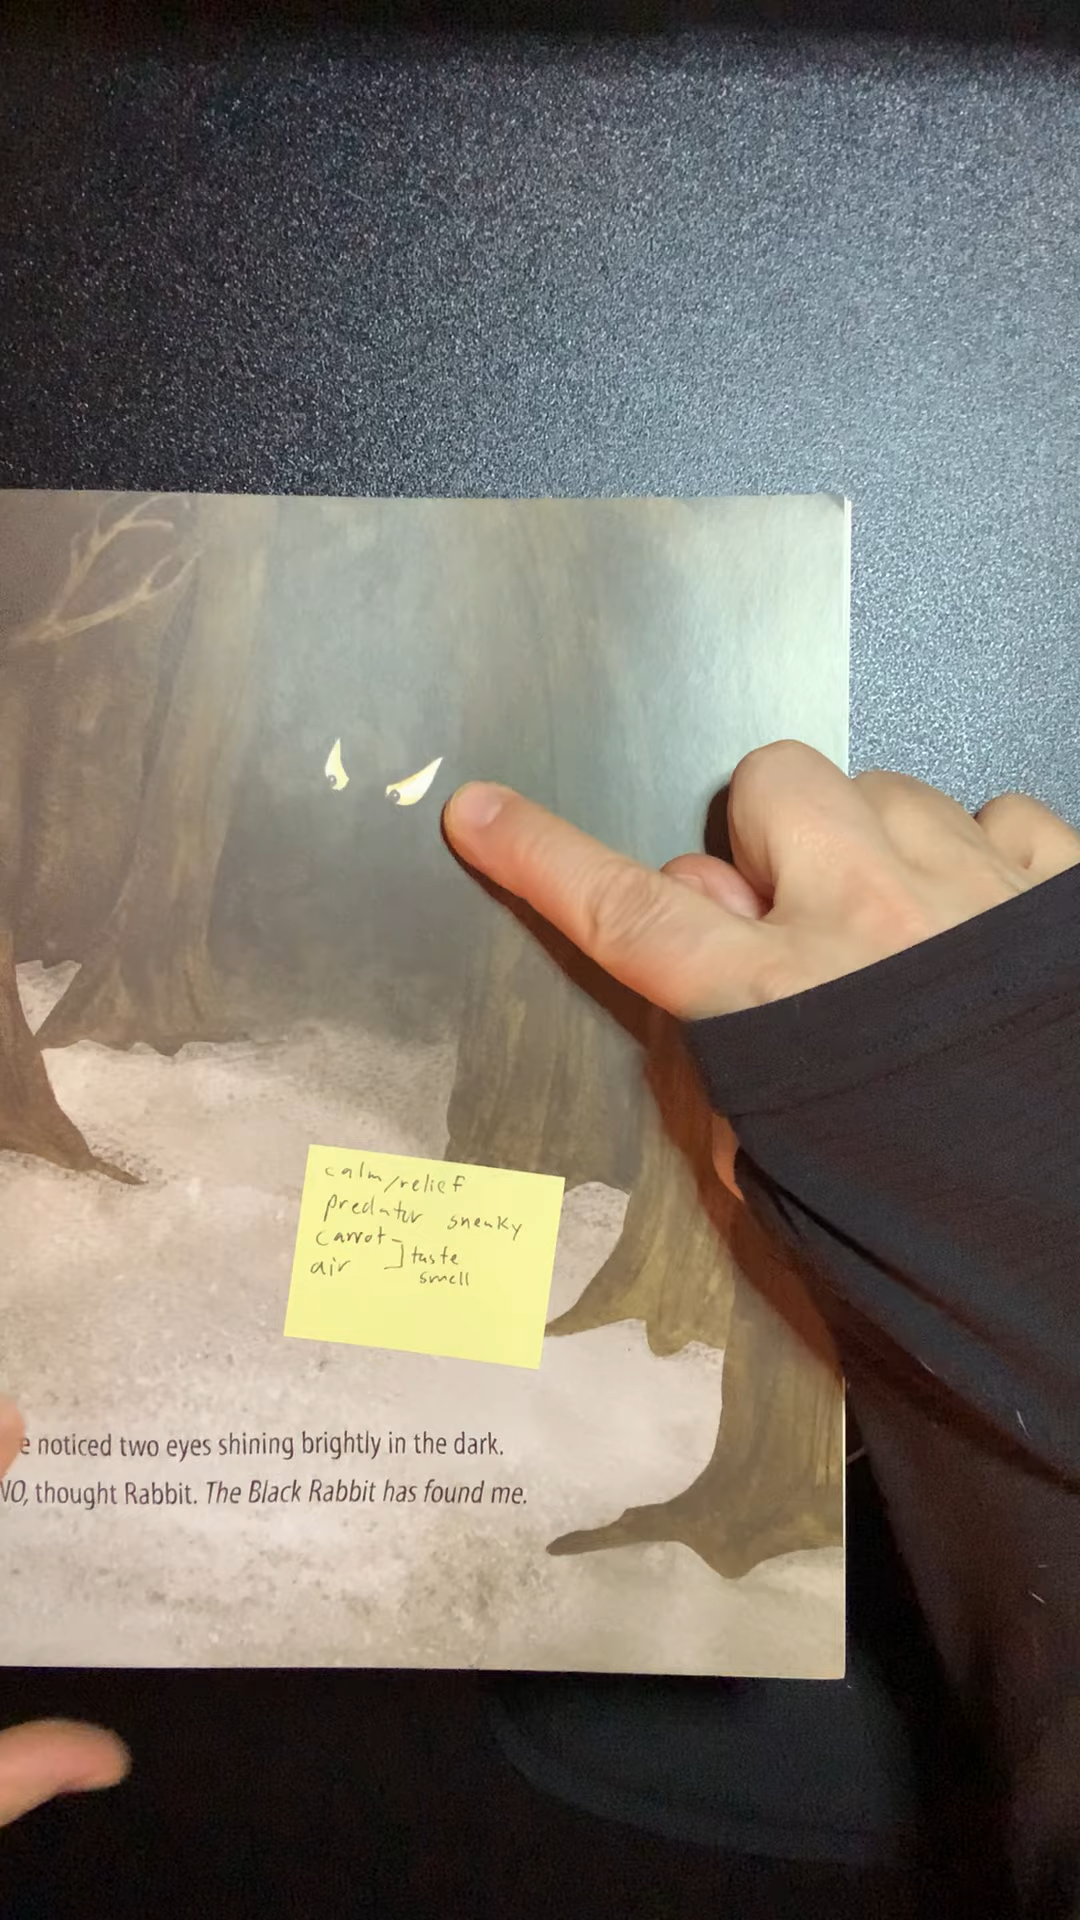 calm/relief
predator sneaky
carrot
air
taste
smell
noticed two eyes shining brightly in the dark.
NO, thought Rabbit. The Black Rabbit has found me.